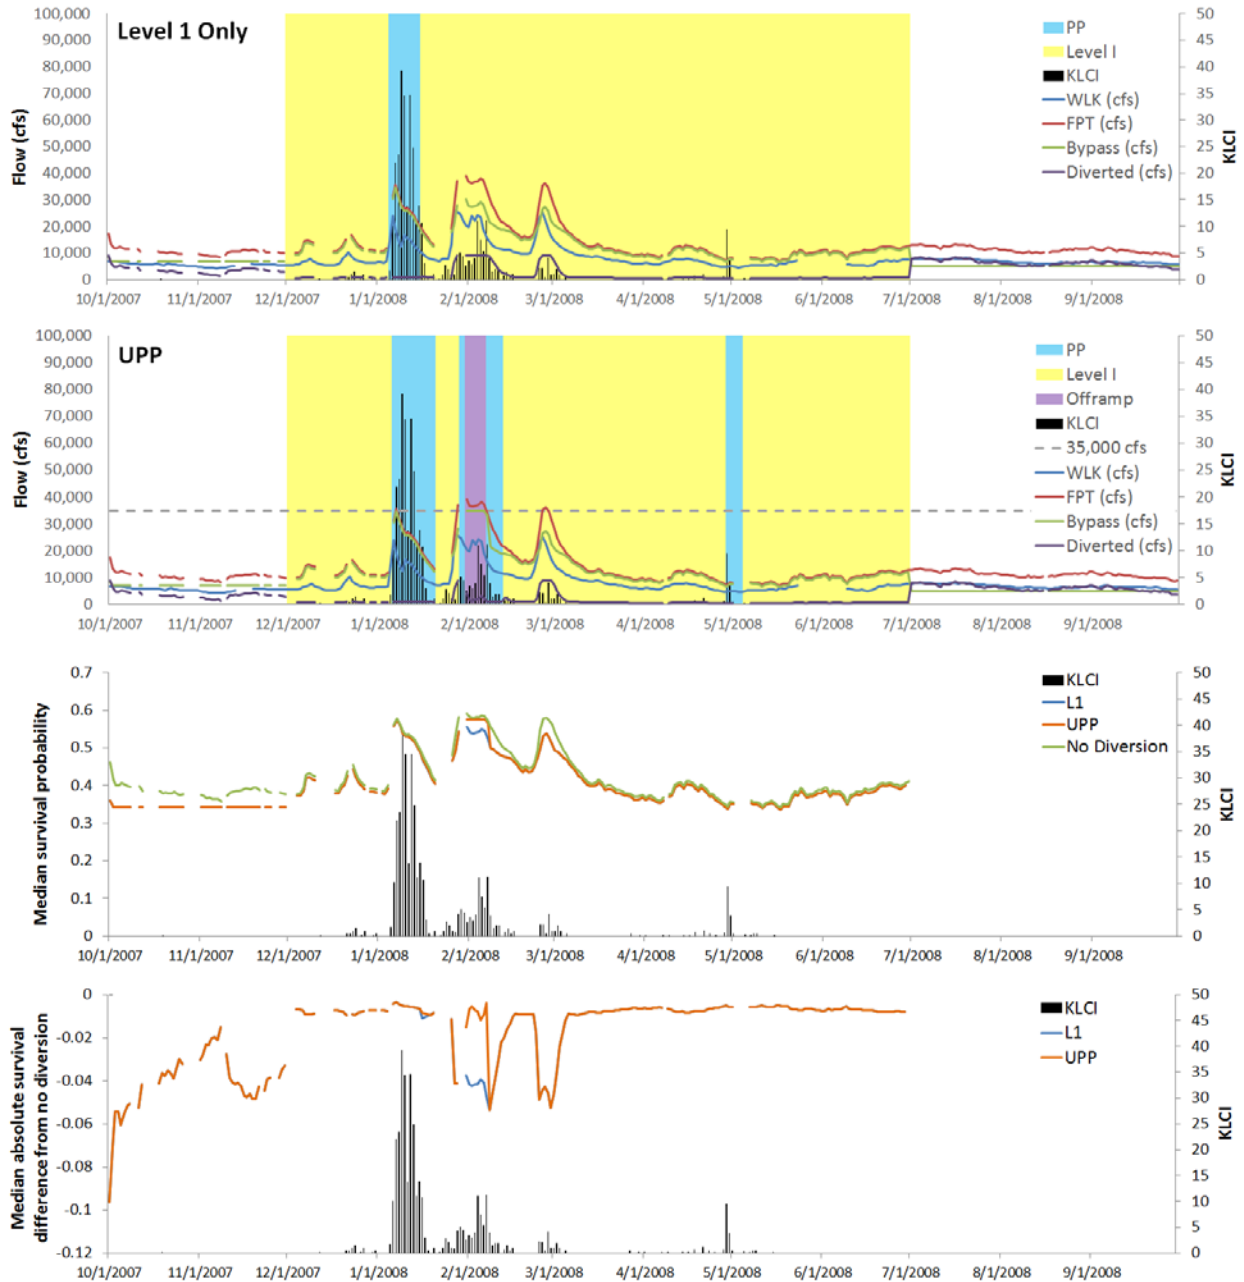 Level 1 Only
Flow (cfs)
100,000
90,000
80,000
70,000
60,000
50,000
40,000
30,000
20,000
10,000
0
50
45
40
35
30
25
20
15
10
5
0
KLCI
PP
Level I
KLCI
WLK (cfs)
FPT (cfs)
Bypass (cfs)
Diverted (cfs)
10/1/2007 11/1/2007 12/1/2007 1/1/2008 2/1/2008 3/1/2008 4/1/2008 5/1/2008 6/1/2008 7/1/2008 8/1/2008 9/1/2008
UPP
Flow (cfs)
100,000
90,000
80,000
70,000
60,000
50,000
40,000
30,000
20,000
10,000
0
50
45
40
35
30
25
20
15
10
5
0
KLCI
PP
Level I
Offramp
KLCI
35,000 cfs
WLK (cfs)
FPT (cfs)
Bypass (cfs)
Diverted (cfs)
10/1/2007 11/1/2007 12/1/2007 1/1/2008 2/1/2008 3/1/2008 4/1/2008 5/1/2008 6/1/2008 7/1/2008 8/1/2008 9/1/2008
Median survival probability
0.7
0.6
0.5
0.4
0.3
0.2
0.1
0
50
45
40
35
30
25
20
15
10
5
0
KLCI
KLCI
L1
UPP
No Diversion
10/1/2007 11/1/2007 12/1/2007 1/1/2008 2/1/2008 3/1/2008 4/1/2008 5/1/2008 6/1/2008 7/1/2008 8/1/2008 9/1/2008
Median absolute survival
difference from no diversion
0
-0.02
-0.04
-0.06
-0.08
-0.1
-0.12
50
45
40
35
30
25
20
15
10
5
0
KLCI
KLCI
L1
UPP
10/1/2007 11/1/2007 12/1/2007 1/1/2008 2/1/2008 3/1/2008 4/1/2008 5/1/2008 6/1/2008 7/1/2008 8/1/2008 9/1/2008